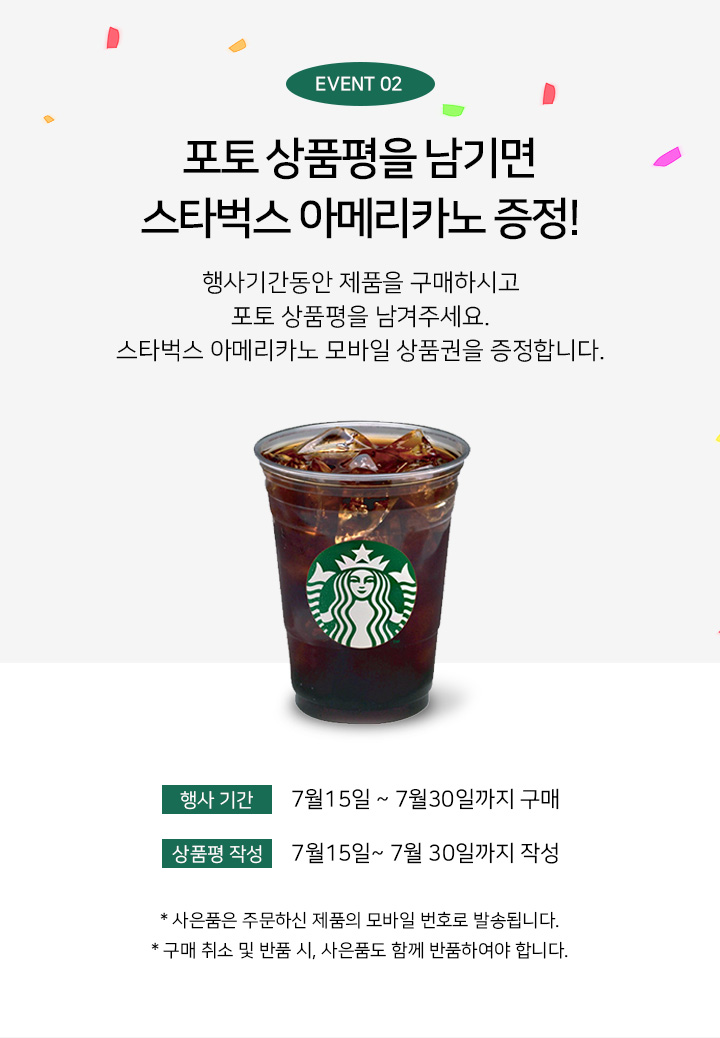 EVENT 02
포토 상품평을 남기면
스타벅스 아메리카노 증정!
행사기간동안 제품을 구매하시고
포토 상품평을 남겨주세요.
스타벅스 아메리카노 모바일 상품권을 증정합니다.
행사 기간 7월15일 ~ 7월30일까지 구매
상품평 작성 7월15일~ 7월 30일까지 작성
* 사은품은 주문하신 제품의 모바일 번호로 발송됩니다.
* 구매 취소 및 반품 시, 사은품도 함께 반품하여야 합니다.